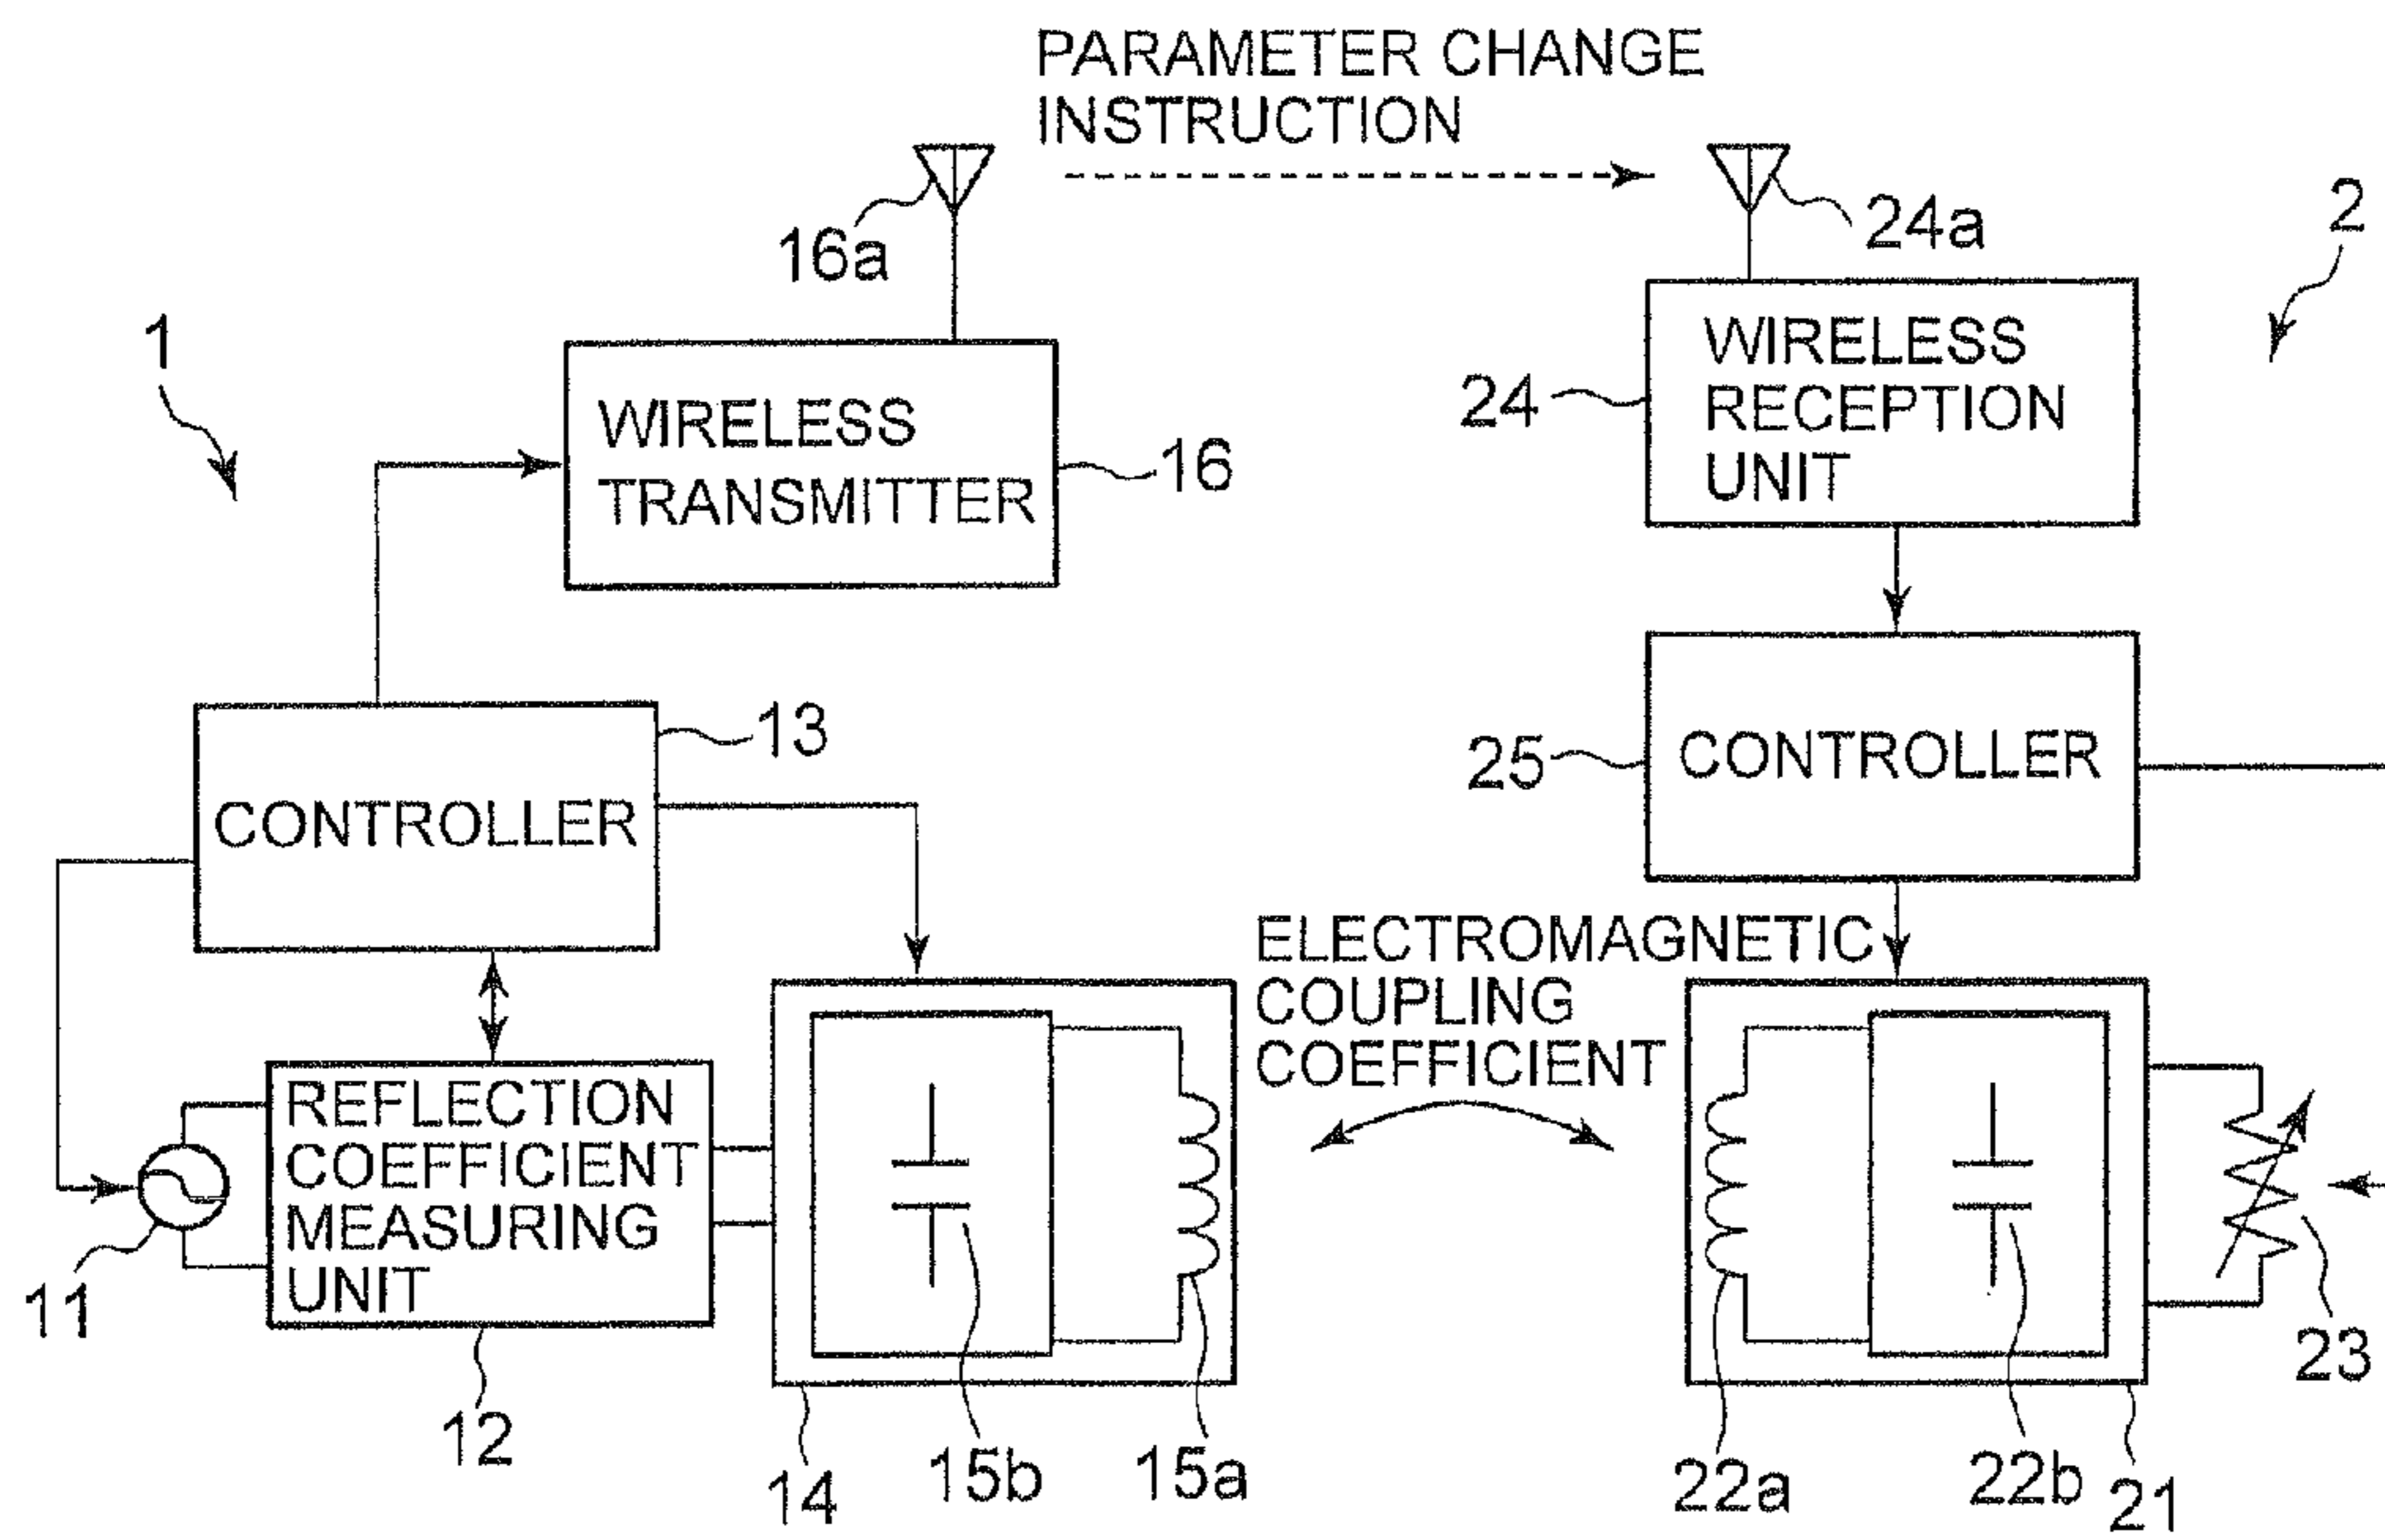 PARAMETER CHANGE
INSTRUCTION
16a
24a
2
1
WIRELESS
TRANSMITTER
16
24
WIRELESS
RECEPTION
UNIT
13
CONTROLLER
25
CONTROLLER
ELECTROMAGNETIC
COUPLING
COEFFICIENT
REFLECTION
COEFFICIENT
MEASURING
UNIT
11
12
14
15b
15a
22a
22b
21
23